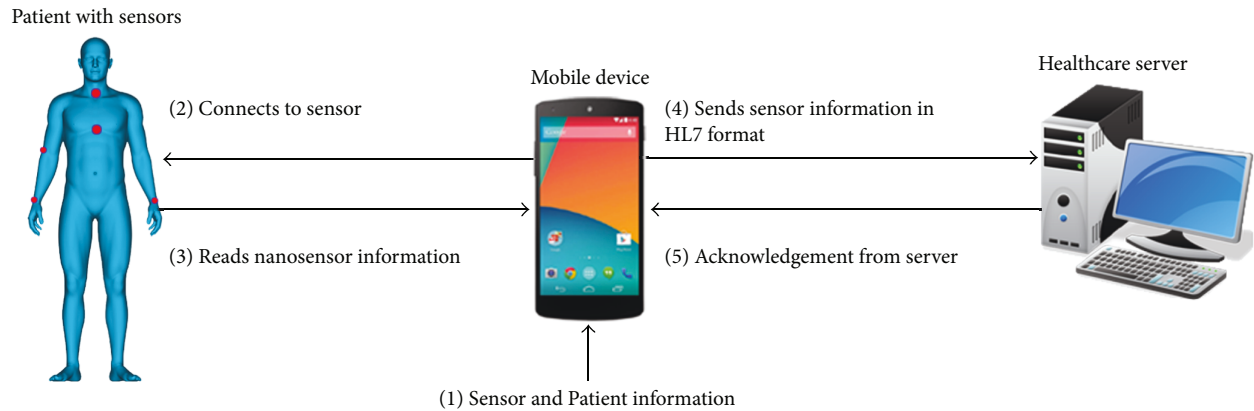 Patient with sensors
Mobile device
Healthcare server
(2) Connects to sensor
(4) Sends sensor information in
HL7 format
(3) Reads nanosensor information
(5) Acknowledgement from server
(1) Sensor and Patient information